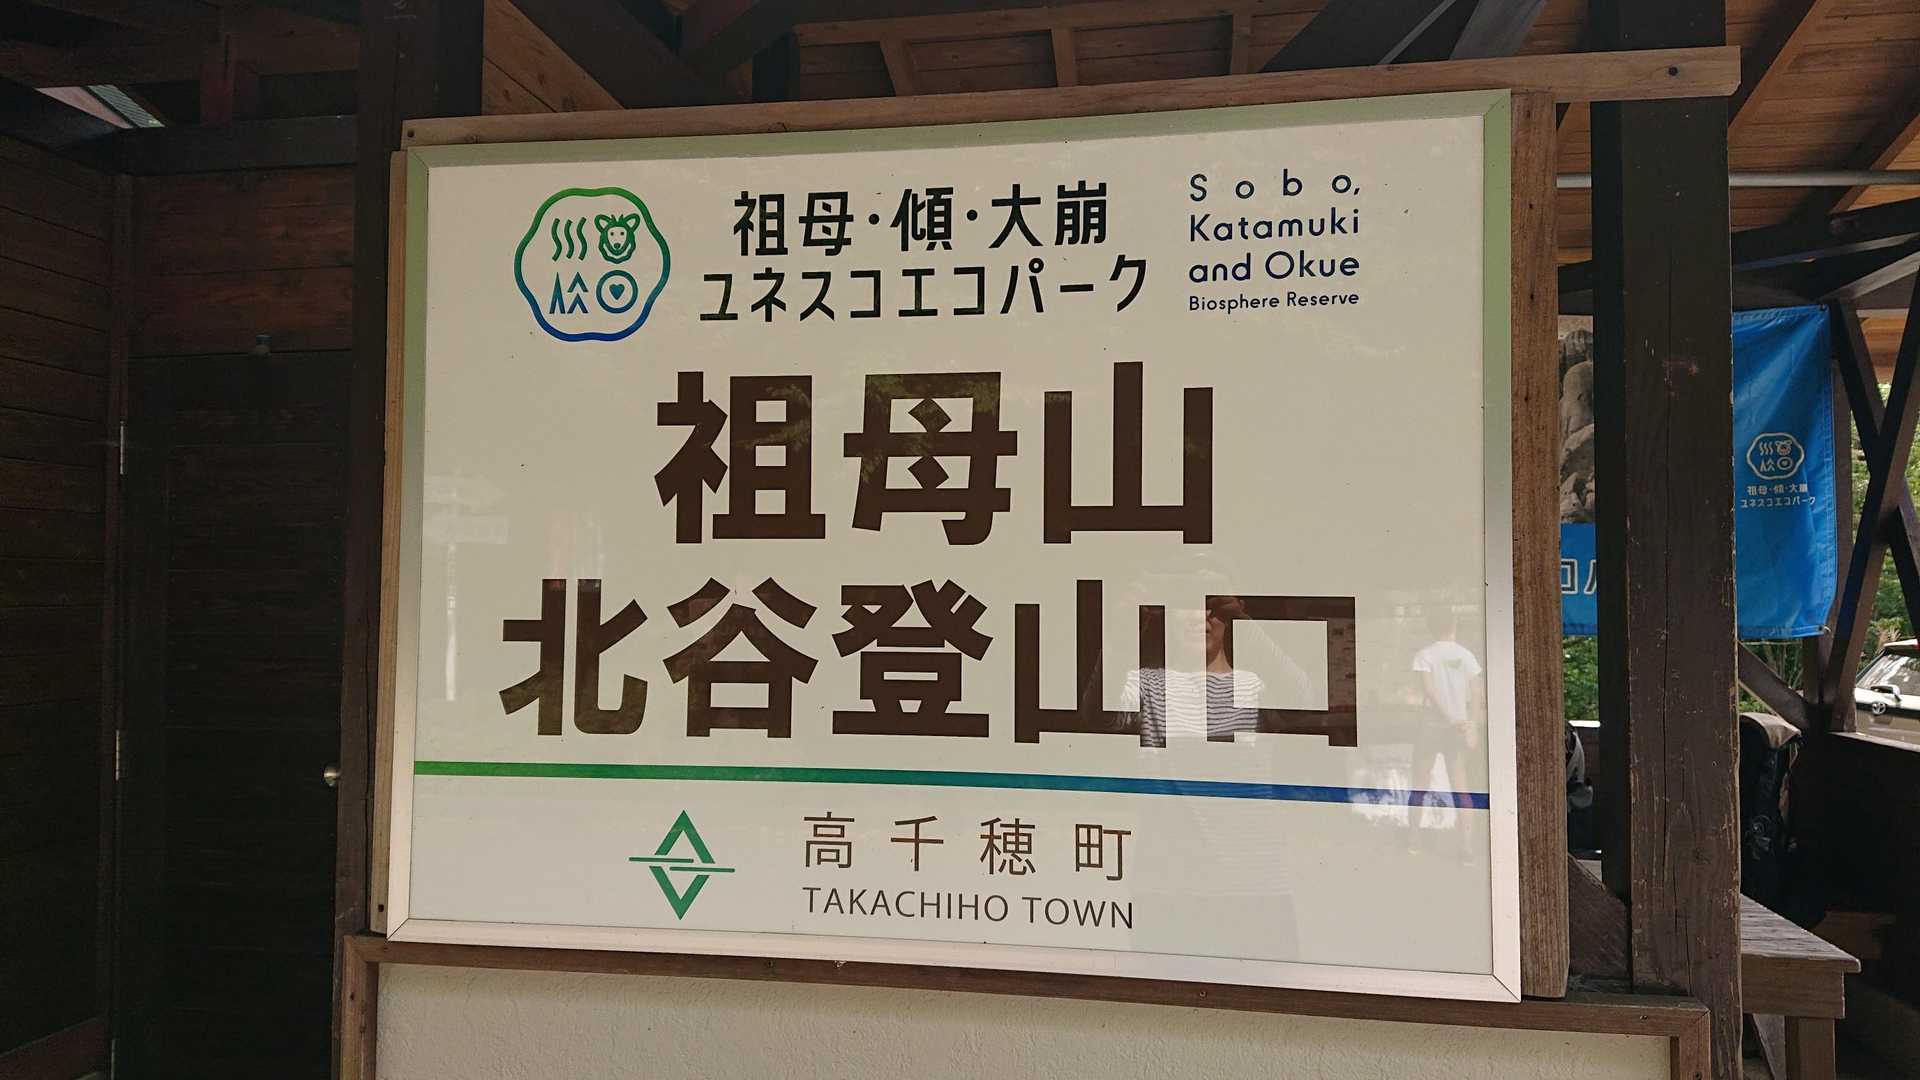 祖母・傾・大崩
ユネスコエコパーク
Sobo,
Katamuki
and Okue
Biosphere Reserve
祖母山
北谷登山口
高千穂町
TAKACHIHO TOWN
祖母・傾・大崩
ユネスコエコパーク